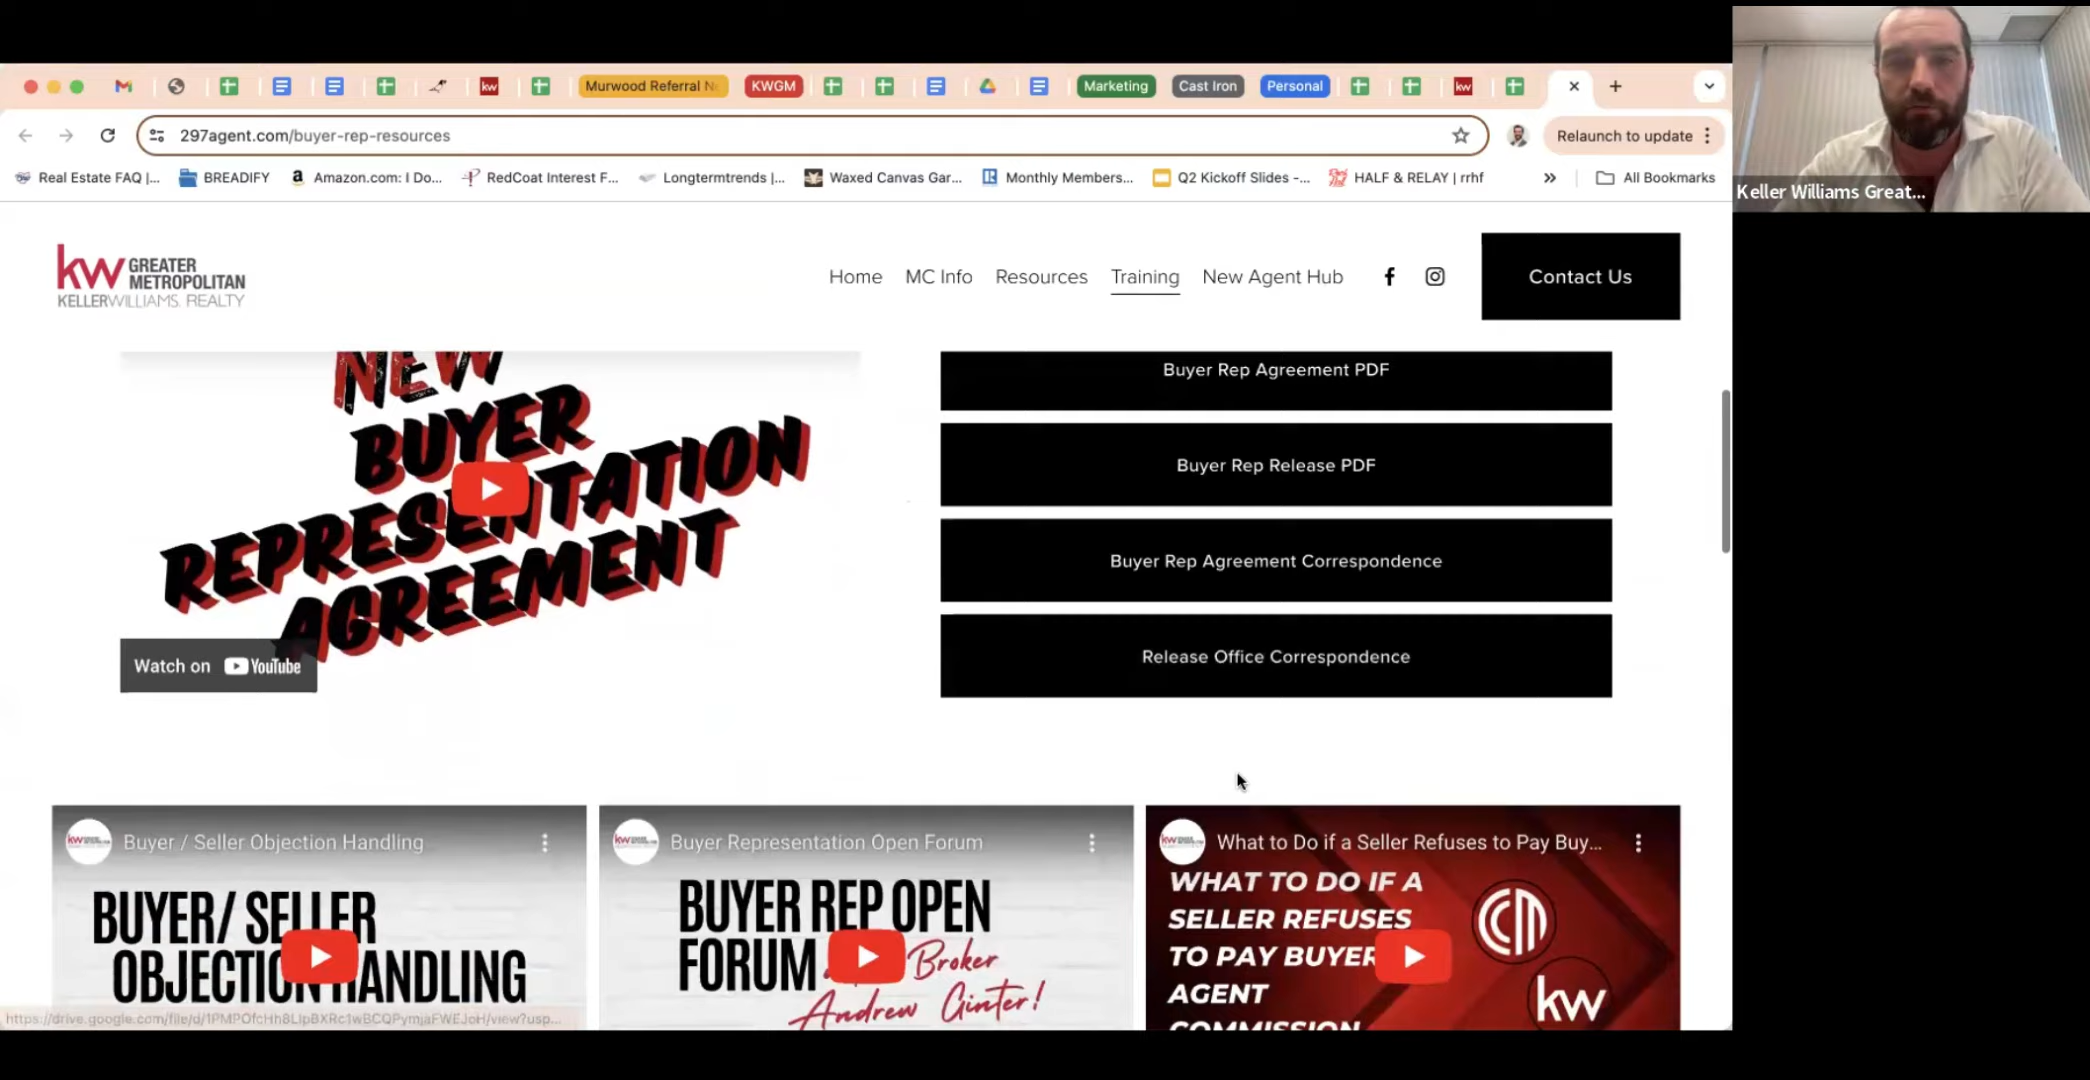 Murwood Referral N
KWGM
Marketing
Cast Iron
Personal
297agent.com/buyer-rep-resources
Relaunch to update
Real Estate FAQ |...
BREADIFY
Amazon.com: I Do...
RedCoat Interest F...
Longtermtrends |...
Waxed Canvas Gar...
Monthly Members...
Q2 Kickoff Slides -...
HALF & RELAY | rrhf
All Bookmarks
Keller Williams Great...
kw GREATER METROPOLITAN
KELLERWILLIAMS. REALTY
Home
MC Info
Resources
Training
New Agent Hub
Contact Us
NEW
BUYER
REPRESENTATION
AGREEMENT
Watch on YouTube
Buyer Rep Agreement PDF
Buyer Rep Release PDF
Buyer Rep Agreement Correspondence
Release Office Correspondence
Buyer / Seller Objection Handling
BUYER/ SELLER
OBJECTION HANDLING
Buyer Representation Open Forum
BUYER REP OPEN
FORUM
Broker
Andrew Ginter!
What to Do if a Seller Refuses to Pay Buy...
WHAT TO DO IF A
SELLER REFUSES
TO PAY BUYER
AGENT
COMMISSION
CM
kw